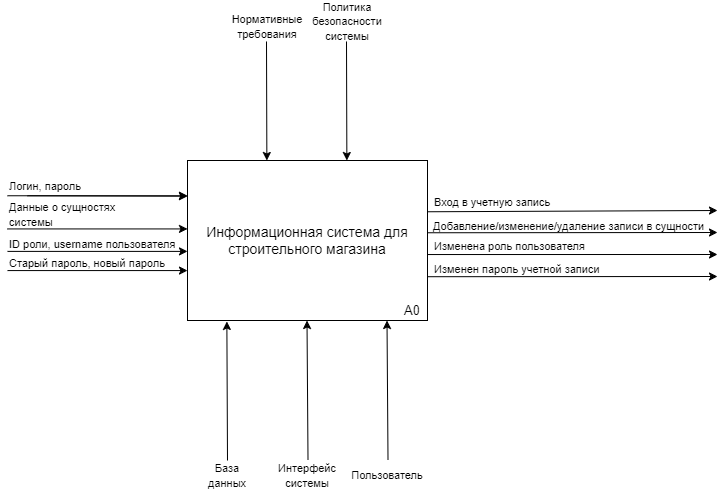 Нормативные
требования
Политика
безопасности
системы
Логин, пароль
Данные о сущностях
системы
ID роли, username пользователя
Старый пароль, новый пароль
Информационная система для
строительного магазина
A0
Вход в учетную запись
Добавление/изменение/удаление записи в сущности
Изменена роль пользователя
Изменен пароль учетной записи
База
данных
Интерфейс
системы
Пользователь